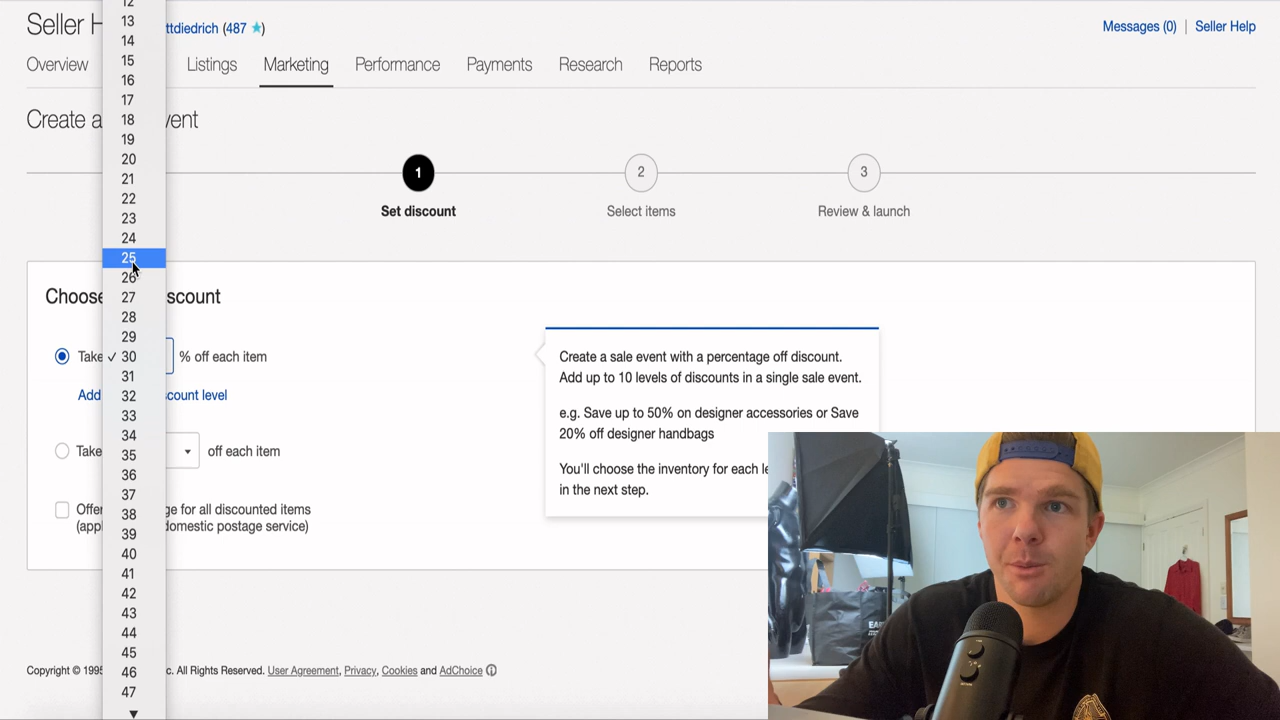 Seller H
ttdiedrich (487 ★)
Messages (0) | Seller Help
Overview
Listings
Marketing
Performance
Payments
Research
Reports
Create a
vent
1
2
3
Set discount
Select items
Review & launch
12
13
14
15
16
17
18
19
20
21
22
23
24
25
26
27
28
29
✓ 30
31
32
33
34
35
36
37
38
39
40
41
42
43
44
45
46
47
▼
Choose
scount
Take
% off each item
Add
count level
Take
off each item
Offer
ge for all discounted items
(appl
domestic postage service)
Create a sale event with a percentage off discount.
Add up to 10 levels of discounts in a single sale event.
e.g. Save up to 50% on designer accessories or Save
20% off designer handbags
You'll choose the inventory for each le
in the next step.
Copyright © 1995
c. All Rights Reserved. User Agreement, Privacy, Cookies and AdChoice